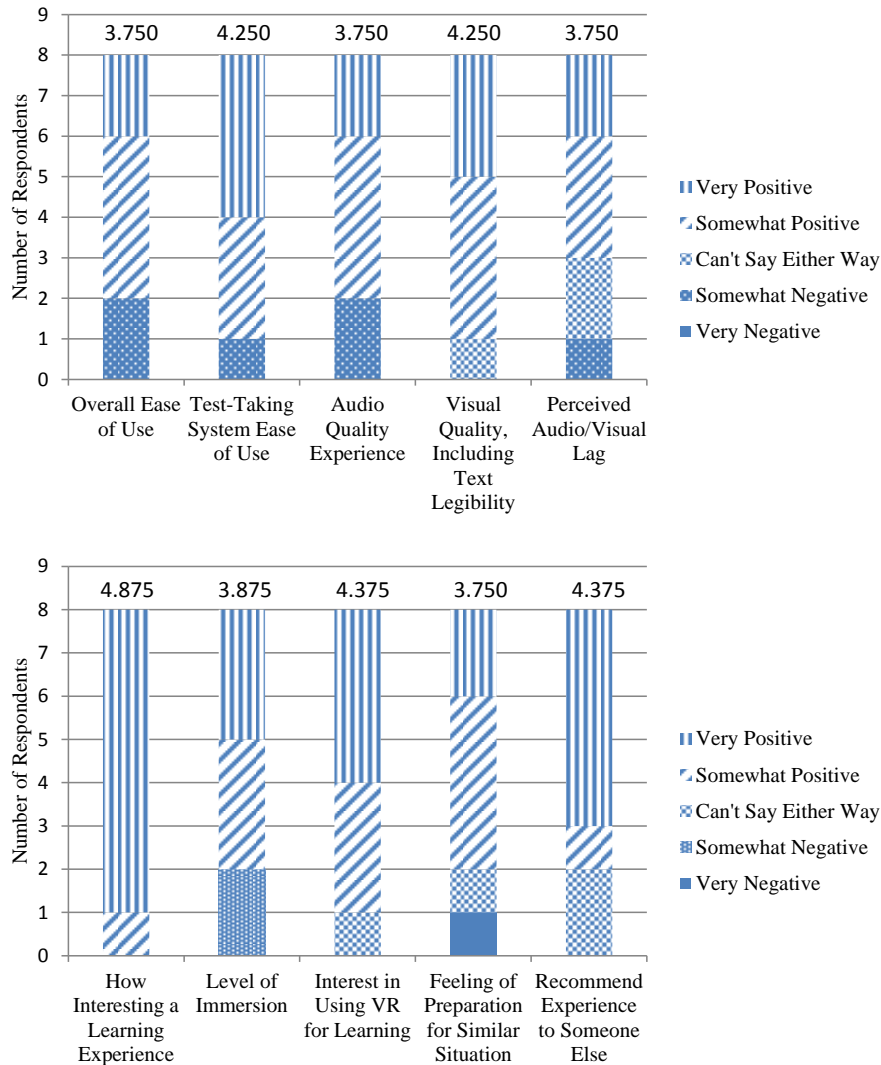 9
3.750 4.250 3.750 4.250 3.750
8
7
6
5
4
3
2
1
0
Number of Respondents
Overall Ease
of Use
Test-Taking
System Ease
of Use
Audio
Quality
Experience
Visual
Quality,
Including
Text
Legibility
Perceived
Audio/Visual
Lag
Very Positive
Somewhat Positive
Can't Say Either Way
Somewhat Negative
Very Negative
9
4.875 3.875 4.375 3.750 4.375
8
7
6
5
4
3
2
1
0
Number of Respondents
How
Interesting a
Learning
Experience
Level of
Immersion
Interest in
Using VR
for Learning
Feeling of
Preparation
for Similar
Situation
Recommend
Experience
to Someone
Else
Very Positive
Somewhat Positive
Can't Say Either Way
Somewhat Negative
Very Negative